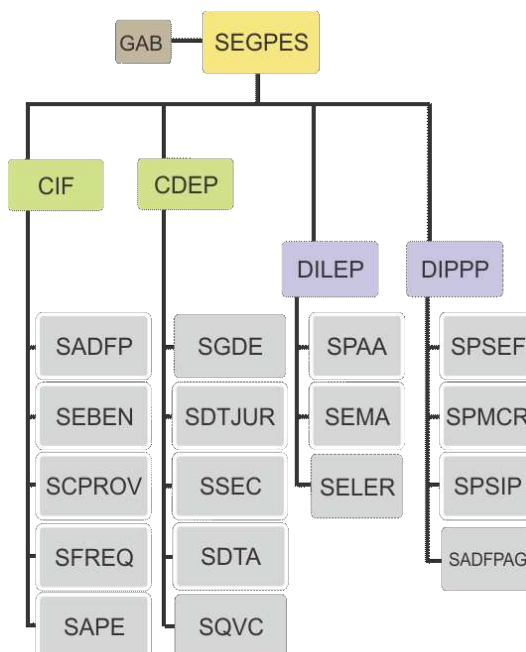 GAB
SEGPES
CIF
CDEP
DILEP
DIPPP
SADFP
SGDE
SPAA
SPSEF
SEBEN
SDTJUR
SEMA
SPMCR
SCPROV
SSEC
SELER
SPSIP
SFREQ
SDTA
SADFPAG
SAPE
SQVC